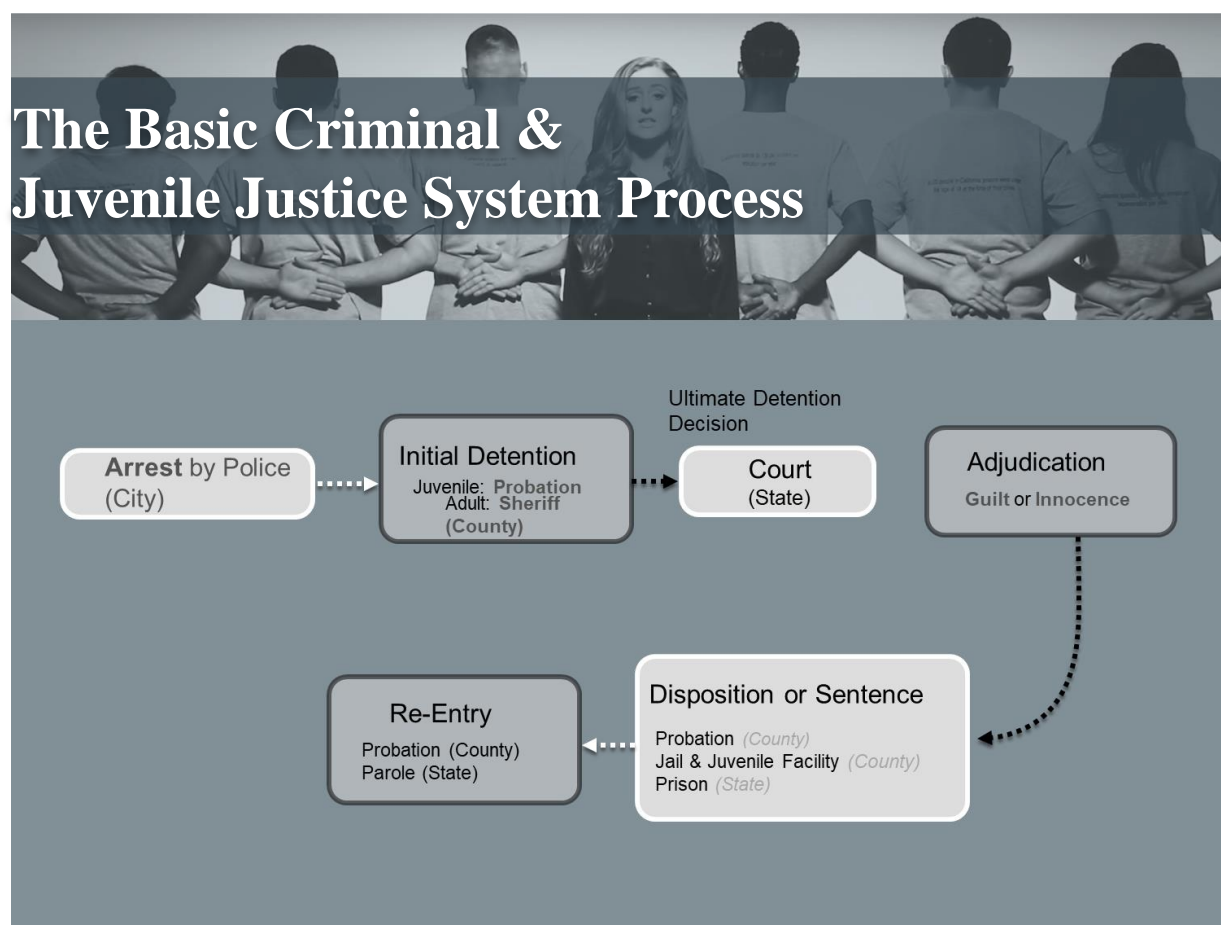 The Basic Criminal &
Juvenile Justice System Process
Ultimate Detention
Decision
Arrest by Police
(City)
Initial Detention
Juvenile: Probation
Adult: Sheriff
(County)
Court
(State)
Adjudication
Guilt or Innocence
Re-Entry
Probation (County)
Parole (State)
Disposition or Sentence
Probation (County)
Jail & Juvenile Facility (County)
Prison (State)